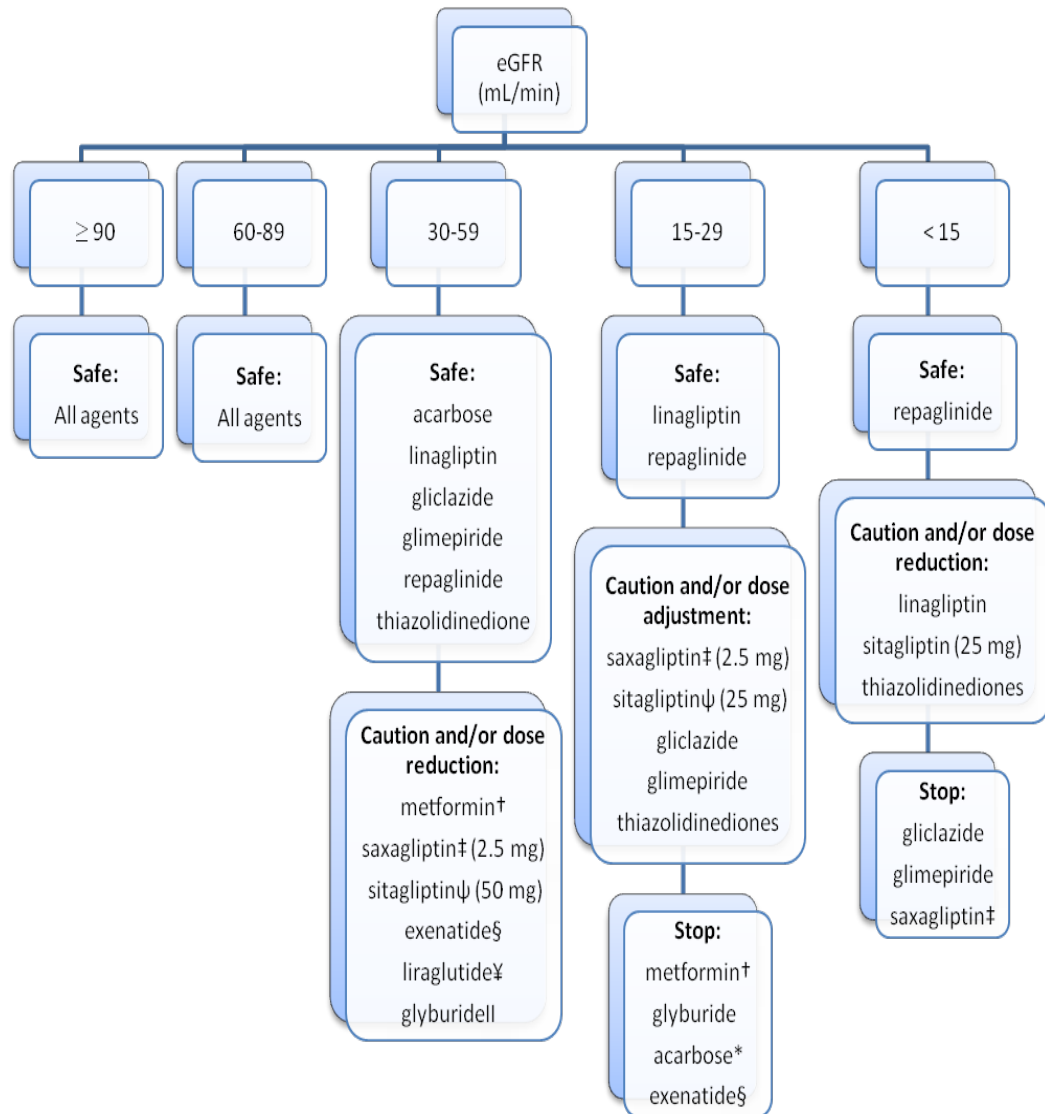 eGFR
(mL/min)
≥ 90
60-89
30-59
15-29
< 15
Safe:
All agents
Safe:
All agents
Safe:
acarbose
linagliptin
gliclazide
glimepiride
repaglinide
thiazolidinedione
Caution and/or dose
reduction:
metformin†
saxagliptin‡ (2.5 mg)
sitagliptinψ (50 mg)
exenatide§
liraglutide¥
glyburideII
Safe:
linagliptin
repaglinide
Caution and/or dose
adjustment:
saxagliptin‡ (2.5 mg)
sitagliptinψ (25 mg)
gliclazide
glimepiride
thiazolidinediones
Stop:
metformin†
glyburide
acarbose*
exenatide§
Safe:
repaglinide
Caution and/or dose
reduction:
linagliptin
sitagliptin (25 mg)
thiazolidinediones
Stop:
gliclazide
glimepiride
saxagliptin‡